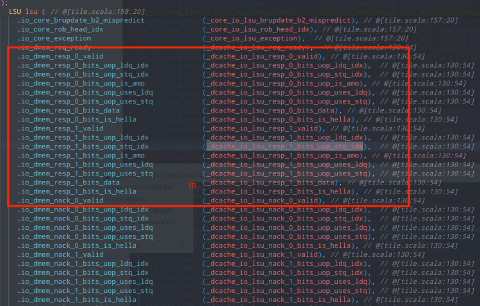 );
LSU lsu ( // @[tile.scala:158:20]
.io_core_brupdate_b2_mispredict (_core_io_lsu_brupdate_b2_mispredict), // @[tile.scala:157:20]
.io_core_rob_head_idx (_core_io_lsu_rob_head_idx), // @[tile.scala:157:20]
.io_core_exception (_core_io_lsu_exception), // @[tile.scala:157:20]
.io_dmem_req_ready (_dcache_io_lsu_req_ready), // @[tile.scala:130:54]
.io_dmem_resp_0_valid (_dcache_io_lsu_resp_0_valid), // @[tile.scala:130:54]
.io_dmem_resp_0_bits_uop_ldq_idx (_dcache_io_lsu_resp_0_bits_uop_ldq_idx), // @[tile.scala:130:54]
.io_dmem_resp_0_bits_uop_stq_idx (_dcache_io_lsu_resp_0_bits_uop_stq_idx), // @[tile.scala:130:54]
.io_dmem_resp_0_bits_uop_is_amo (_dcache_io_lsu_resp_0_bits_uop_is_amo), // @[tile.scala:130:54]
.io_dmem_resp_0_bits_uop_uses_ldq (_dcache_io_lsu_resp_0_bits_uop_uses_ldq), // @[tile.scala:130:54]
.io_dmem_resp_0_bits_uop_uses_stq (_dcache_io_lsu_resp_0_bits_uop_uses_stq), // @[tile.scala:130:54]
.io_dmem_resp_0_bits_data (_dcache_io_lsu_resp_0_bits_data), // @[tile.scala:130:54]
.io_dmem_resp_0_bits_is_hella (_dcache_io_lsu_resp_0_bits_is_hella), // @[tile.scala:130:54]
.io_dmem_resp_1_valid (_dcache_io_lsu_resp_1_valid), // @[tile.scala:130:54]
.io_dmem_resp_1_bits_uop_ldq_idx (_dcache_io_lsu_resp_1_bits_uop_ldq_idx), // @[tile.scala:130:54]
.io_dmem_resp_1_bits_uop_stq_idx (_dcache_io_lsu_resp_1_bits_uop_stq_idx), // @[tile.scala:130:54]
.io_dmem_resp_1_bits_uop_is_amo (_dcache_io_lsu_resp_1_bits_uop_is_amo), // @[tile.scala:130:54]
.io_dmem_resp_1_bits_uop_uses_ldq (_dcache_io_lsu_resp_1_bits_uop_uses_ldq), // @[tile.scala:130:54]
.io_dmem_resp_1_bits_uop_uses_stq (_dcache_io_lsu_resp_1_bits_uop_uses_stq), // @[tile.scala:130:54]
.io_dmem_resp_1_bits_data (_dcache_io_lsu_resp_1_bits_data), // @[tile.scala:130:54]
.io_dmem_resp_1_bits_is_hella in (_dcache_io_lsu_resp_1_bits_is_hella), // @[tile.scala:130:54]
.io_dmem_nack_0_valid (_dcache_io_lsu_nack_0_valid), // @[tile.scala:130:54]
.io_dmem_nack_0_bits_uop_ldq_idx (_dcache_io_lsu_nack_0_bits_uop_ldq_idx), // @[tile.scala:130:54]
.io_dmem_nack_0_bits_uop_stq_idx (_dcache_io_lsu_nack_0_bits_uop_stq_idx), // @[tile.scala:130:54]
.io_dmem_nack_0_bits_uop_uses_ldq (_dcache_io_lsu_nack_0_bits_uop_uses_ldq), // @[tile.scala:130:54]
.io_dmem_nack_0_bits_uop_uses_stq (_dcache_io_lsu_nack_0_bits_uop_uses_stq), // @[tile.scala:130:54]
.io_dmem_nack_0_bits_is_hella (_dcache_io_lsu_nack_0_bits_is_hella), // @[tile.scala:130:54]
.io_dmem_nack_1_valid (_dcache_io_lsu_nack_1_valid), // @[tile.scala:130:54]
.io_dmem_nack_1_bits_uop_ldq_idx (_dcache_io_lsu_nack_1_bits_uop_ldq_idx), // @[tile.scala:130:54]
.io_dmem_nack_1_bits_uop_stq_idx (_dcache_io_lsu_nack_1_bits_uop_stq_idx), // @[tile.scala:130:54]
.io_dmem_nack_1_bits_uop_uses_ldq (_dcache_io_lsu_nack_1_bits_uop_uses_ldq), // @[tile.scala:130:54]
.io_dmem_nack_1_bits_uop_uses_stq (_dcache_io_lsu_nack_1_bits_uop_uses_stq), // @[tile.scala:130:54]
.io_dmem_nack_1_bits_is_hella (_dcache_io_lsu_nack_1_bits_is_hella), // @[tile.scala:130:54]